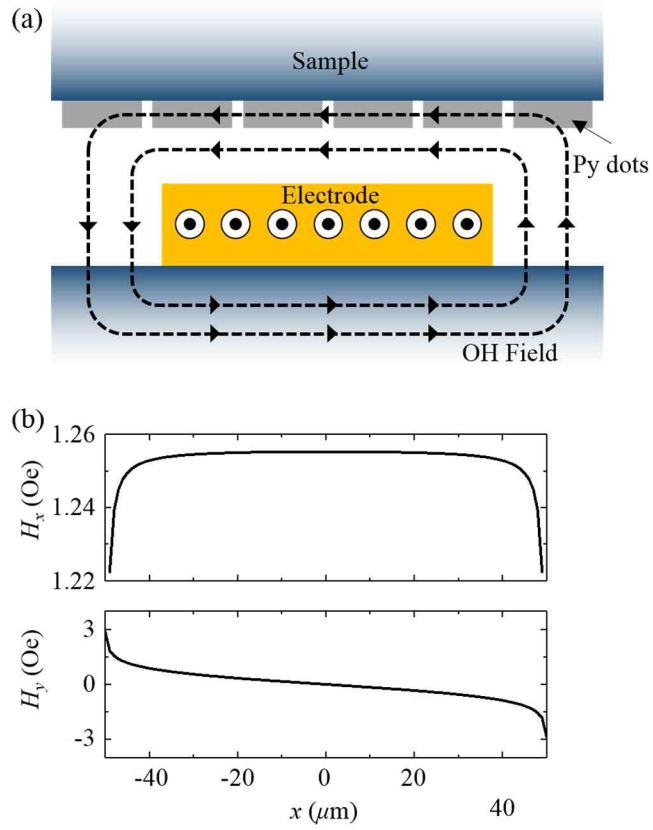 (a)
Sample
Py dots
Electrode
OH Field
(b)
1.26
1.24
1.22
Hx (Oe)
3
0
-3
Hy (Oe)
-40 -20 0 20 40
x (μm)